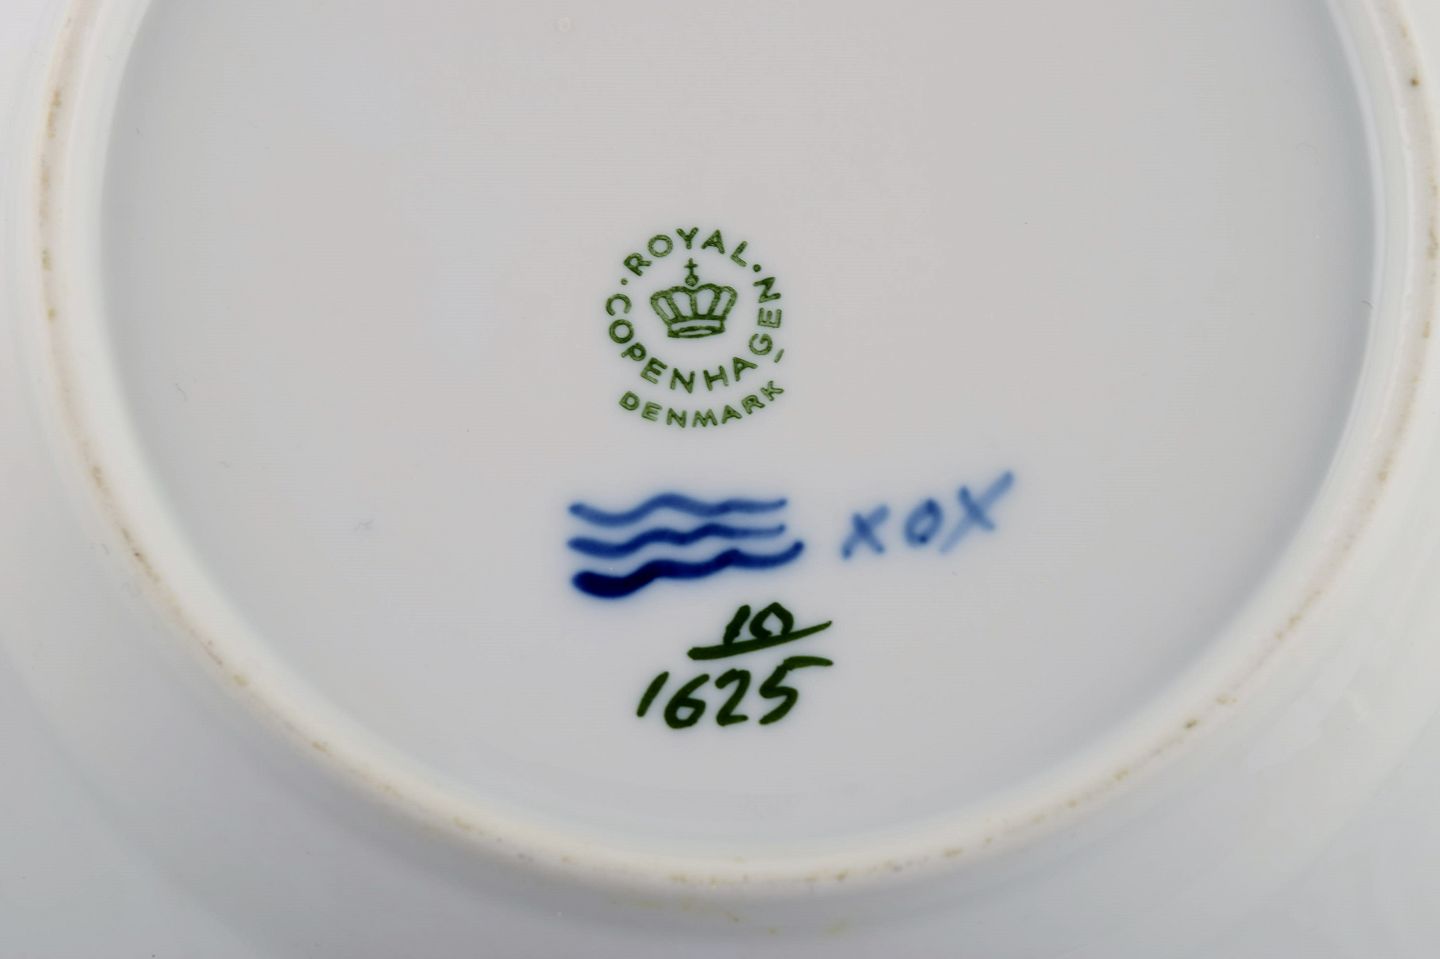 ROYAL
COPENHAGEN
DENMARK
XOX
10
1625